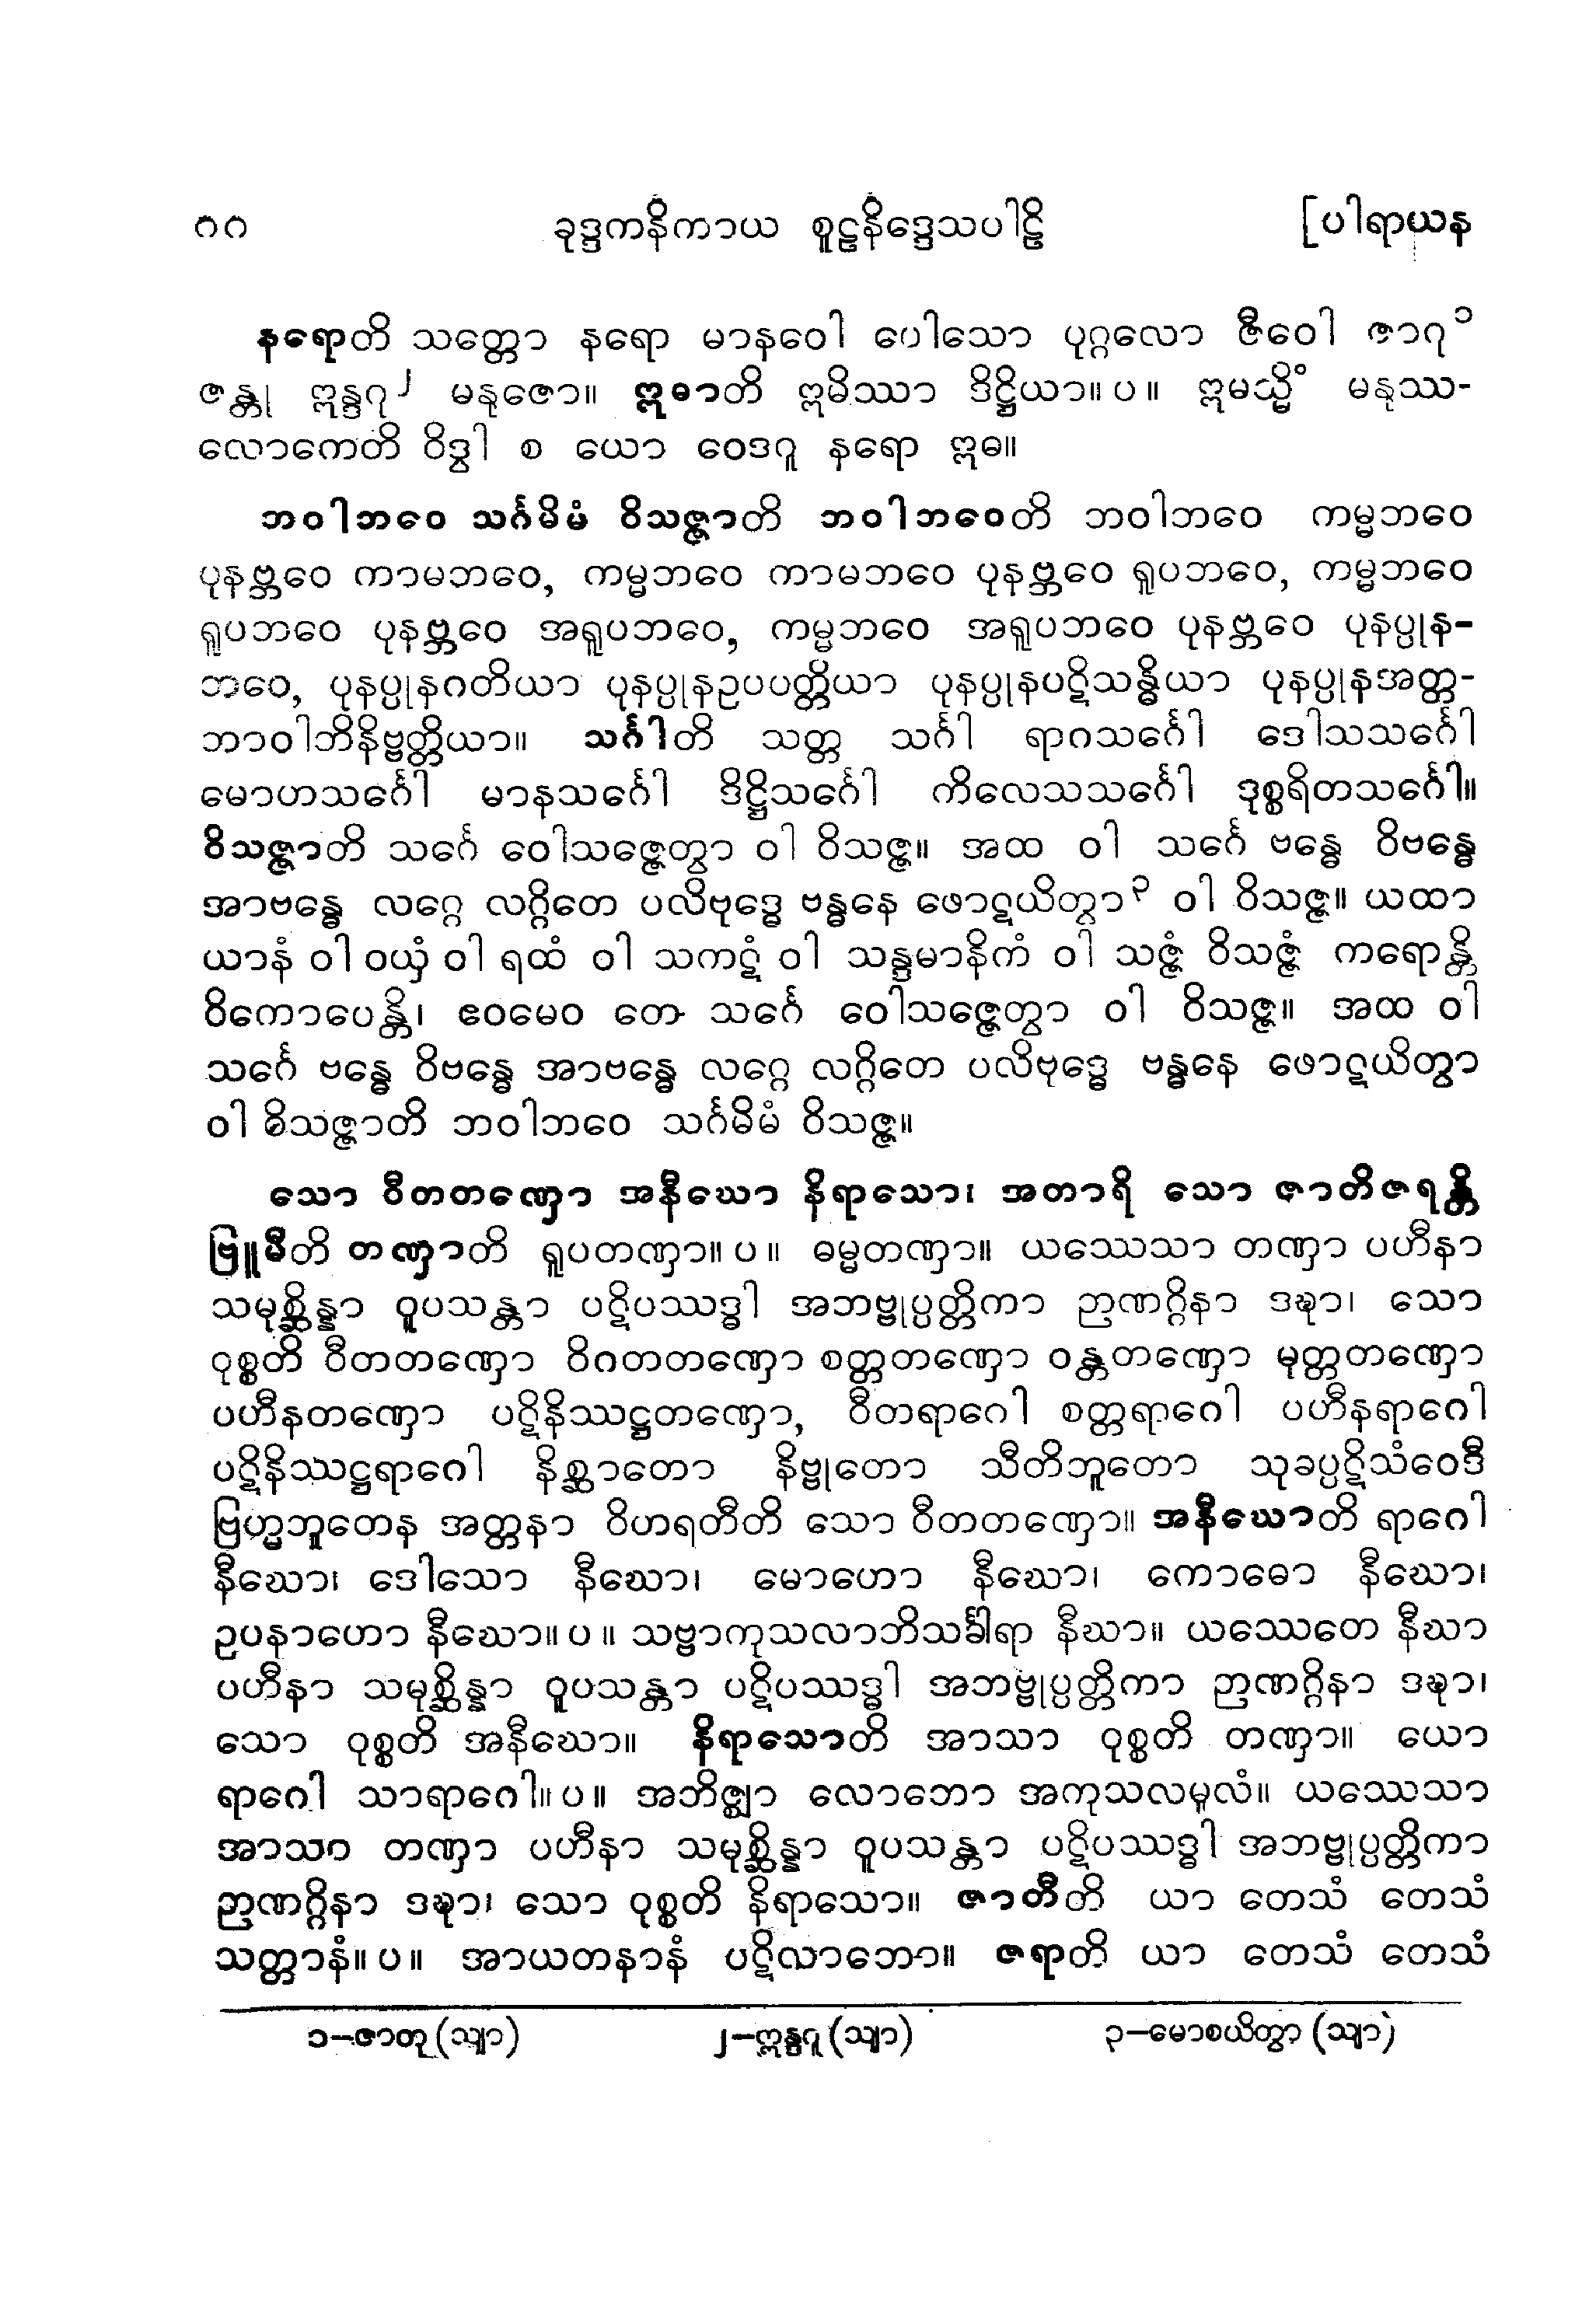 ၈၈ ခုဒ္ဒကနိကာယ စူဠနိဒ္ဒေသပါဠိ [ပါရာယန
နရောတိ သတ္တော နရော မာနဝေါ ပေါသော ပုဂ္ဂလော ဇီဝေါ ဇာဂု၁
ဇန္တု ဣန္ဒဂု၂ မနုဇော။ ဣဓာတိ ဣမိဿာ ဒိဋ္ဌိယာ။ ပ ။ ဣမသ္မိံ မနုဿ-
လောကေတိ ဝိဒွါ စ ယော ဝေဒဂူ နရော ဣဓ။
ဘဝါဘဝေ သင်္ဂမိမံ ဝိသဇ္ဇာတိ ဘဝါဘဝေတိ ဘဝါဘဝေ ကမ္မဘဝေ
ပုနဗ္ဘဝေ ကာမဘဝေ, ကမ္မဘဝေ ကာမဘဝေ ပုနဗ္ဘဝေ ရူပဘဝေ, ကမ္မဘဝေ
ရူပဘဝေ ပုနဗ္ဘဝေ အရူပဘဝေ, ကမ္မဘဝေ အရူပဘဝေ ပုနဗ္ဘဝေ ပုနပ္ပုန-
ဘဝေ, ပုနပ္ပုနဂတိယာ ပုနပ္ပုနဥပပတ္တိယာ ပုနပ္ပုနပဋိသန္ဓိယာ ပုနပ္ပုနအတ္တ-
ဘာဝါဘိနိဗ္ဗတ္တိယာ။ သင်္ဂါတိ သတ္တ သင်္ဂါ ရာဂသင်္ဂေါ ဒေါသသင်္ဂေါ
မောဟသင်္ဂေါ မာနသင်္ဂေါ ဒိဋ္ဌိသင်္ဂေါ ကိလေသသင်္ဂေါ ဒုစ္စရိတသင်္ဂေါ။
ဝိသဇ္ဇာတိ သင်္ဂေ ဝေါသဇ္ဇေတွာ ဝါ ဝိသဇ္ဇ။ အထ ဝါ သင်္ဂေ ဗန္ဓေ ဝိဗန္ဓေ
အာဗန္ဓေ လဂ္ဂေ လဂ္ဂိတေ ပလိဗုဒ္ဓေ ဗန္ဓနေ ဖောဋယိတွာ၃ ဝါ ဝိသဇ္ဇ။ ယထာ
ယာနံ ဝါ ဝယှံ ဝါ ရထံ ဝါ သကဋံ ဝါ သန္ဒမာနိကံ ဝါ သဇ္ဇံ ဝိသဇ္ဇံ ကရောန္တိ
ဝိကောပေန္တိ၊ ဧဝမေဝ တေ သင်္ဂေ ဝေါသဇ္ဇေတွာ ဝါ ဝိသဇ္ဇ။ အထ ဝါ
သင်္ဂေ ဗန္ဓေ ဝိဗန္ဓေ အာဗန္ဓေ လဂ္ဂေ လဂ္ဂိတေ ပလိဗုဒ္ဓေ ဗန္ဓနေ ဖောဋယိတွာ
ဝါ ဝိသဇ္ဇာတိ ဘဝါဘဝေ သင်္ဂမိမံ ဝိသဇ္ဇ။
သော ဝီတတဏှော အနီဃော နိရာသော၊ အတာရိ သော ဇာတိဇရန္တိ
ဗြူမီတိ တဏှာတိ ရူပတဏှာ။ ပ ။ ဓမ္မတဏှာ။ ယဿေသာ တဏှာ ပဟီနာ
သမုစ္ဆိန္နာ ဝူပသန္တာ ပဋိပဿဒ္ဓါ အဘဗ္ဗုပ္ပတ္တိကာ ဉာဏဂ္ဂိနာ ဒဍ္ဎာ၊ သော
ဝုစ္စတိ ဝီတတဏှော ဝိဂတတဏှော စတ္တတဏှော ဝန္တတဏှော မုတ္တတဏှော
ပဟီနတဏှော ပဋိနိဿဋ္ဌတဏှော, ဝီတရာဂေါ စတ္တရာဂေါ ပဟီနရာဂေါ
ပဋိနိဿဋ္ဌရာဂေါ နိစ္ဆာတော နိဗ္ဗုတော သီတိဘူတော သုခပ္ပဋိသံဝေဒီ
ဗြဟ္မဘူတေန အတ္တနာ ဝိဟရတီတိ သော ဝီတတဏှော။ အနီဃောတိ ရာဂေါ
နီဃော၊ ဒေါသော နီဃော၊ မောဟော နီဃော၊ ကောဓော နီဃော၊
ဥပနာဟော နီဃော။ ပ ။ သဗ္ဗာကုသလာဘိသင်္ခါရာ နီဃာ။ ယဿေတေ နီဃာ
ပဟီနာ သမုစ္ဆိန္နာ ဝူပသန္တာ ပဋိပဿဒ္ဓါ အဘဗ္ဗုပ္ပတ္တိကာ ဉာဏဂ္ဂိနာ ဒဍ္ဎာ၊
သော ဝုစ္စတိ အနီဃော။ နိရာသောတိ အာသာ ဝုစ္စတိ တဏှာ။ ယော
ရာဂေါ သာရာဂေါ။ ပ ။ အဘိဇ္ဈာ လောဘော အကုသလမူလံ။ ယဿေသာ
အာသာ တဏှာ ပဟီနာ သမုစ္ဆိန္နာ ဝူပသန္တာ ပဋိပဿဒ္ဓါ အဘဗ္ဗုပ္ပတ္တိကာ
ဉာဏဂ္ဂိနာ ဒဍ္ဎာ၊ သော ဝုစ္စတိ နိရာသော။ ဇာတီတိ ယာ တေသံ တေသံ
သတ္တာနံ။ ပ ။ အာယတနာနံ ပဋိလာဘော။ ဇရာတိ ယာ တေသံ တေသံ
၁−ဇာတု (သျာ) ၂−ဣန္ဒဂူ (သျာ) ၃−မောစယိတွာ (သျာ)